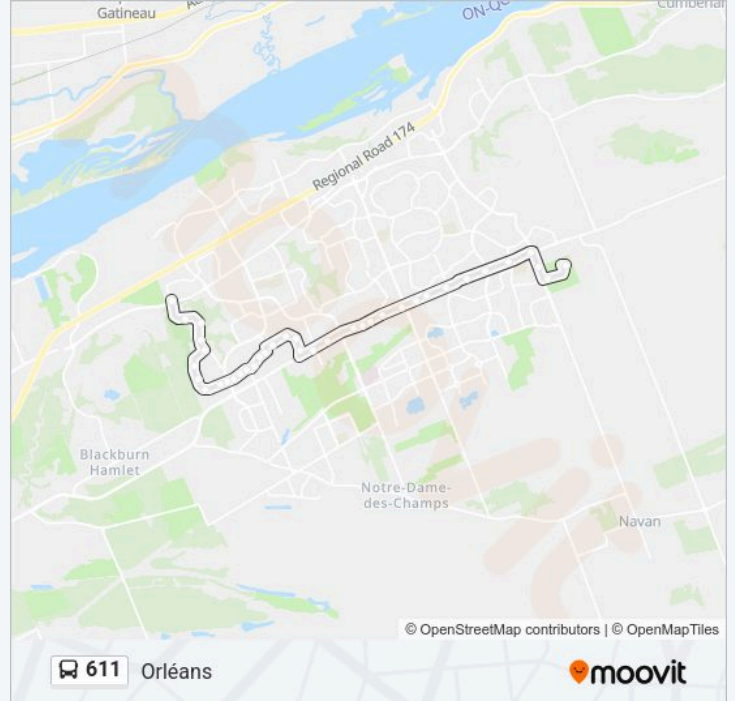 Gatineau
ON-QC
Cumberlan
Regional Road 174
Blackburn
Hamlet
Notre-Dame-
des-Champs
Navan
© OpenStreetMap contributors | © OpenMapTiles
611 Orléans
moovit